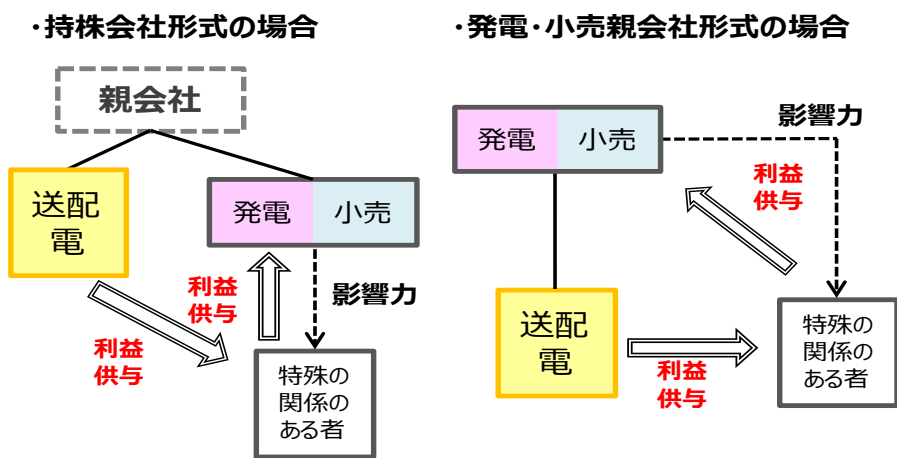 ・持株会社形式の場合
親会社
送配
電
発電 小売
利益
供与
影響力
利益
供与
特殊の
関係の
ある者
・発電・小売親会社形式の場合
影響力
発電 小売
利益
供与
送配
電
利益
供与
特殊の
関係の
ある者